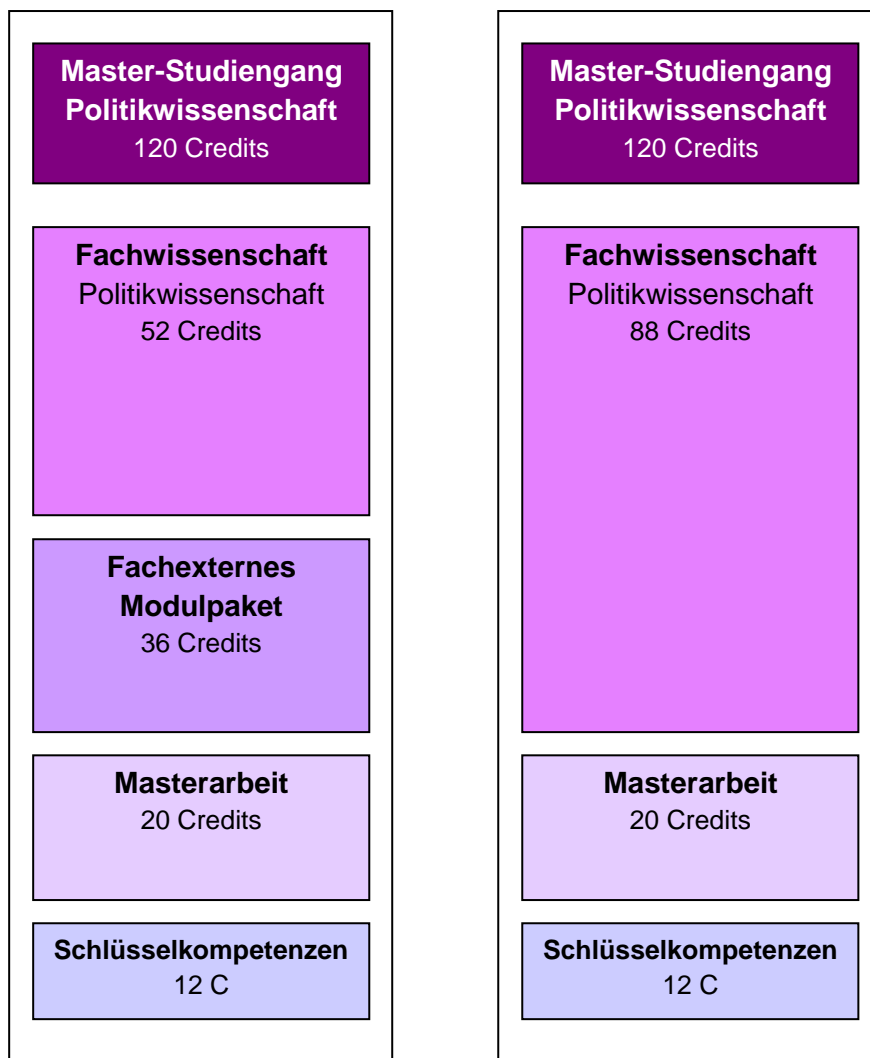 Master-Studiengang
Politikwissenschaft
120 Credits
Fachwissenschaft
Politikwissenschaft
52 Credits
Fachexternes
Modulpaket
36 Credits
Masterarbeit
20 Credits
Schlüsselkompetenzen
12 C
Master-Studiengang
Politikwissenschaft
120 Credits
Fachwissenschaft
Politikwissenschaft
88 Credits
Masterarbeit
20 Credits
Schlüsselkompetenzen
12 C